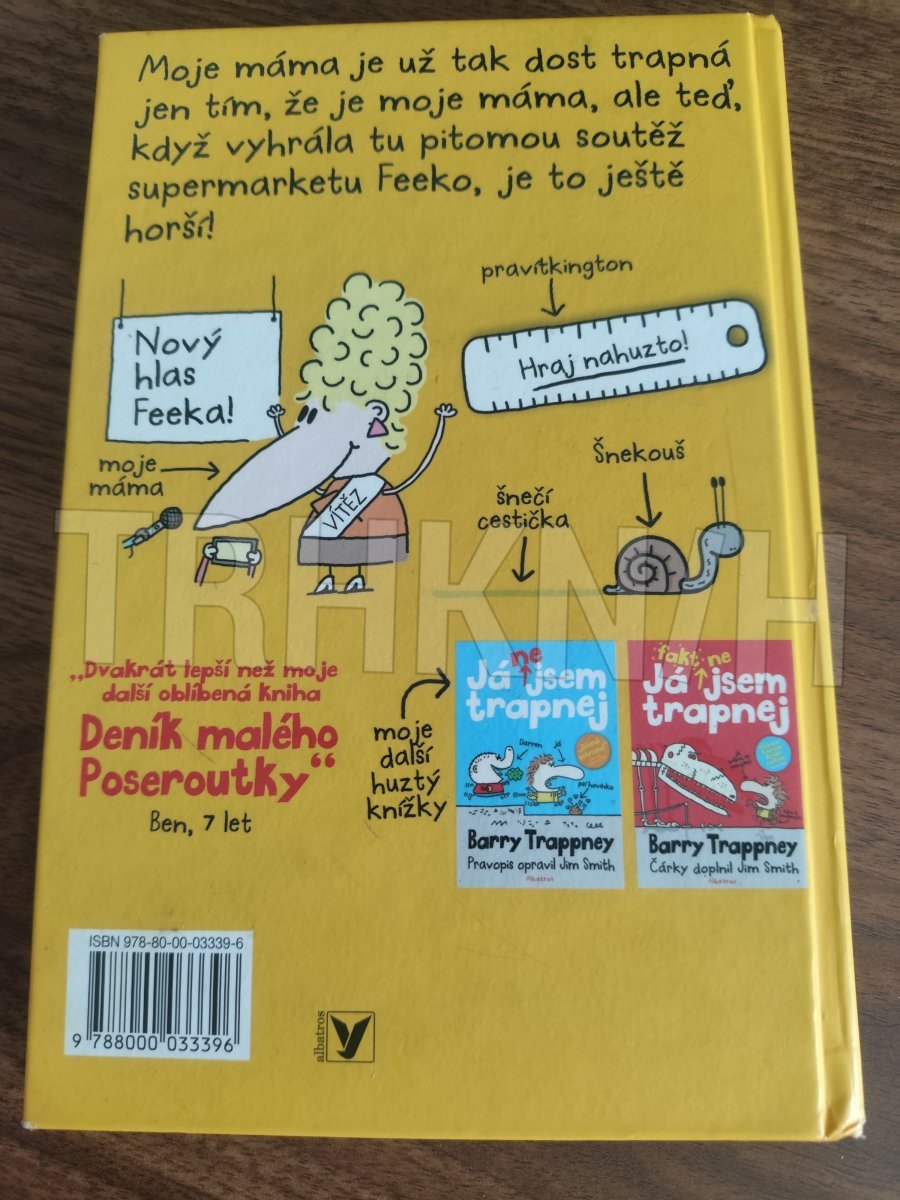 Moje máma je už tak dost trapná
jen tím, že je moje máma, ale teď,
když vyhrála tu pitomou soutěž
supermarketu Feeko, je to ještě
horší!
pravítkington
Nový
hlas
Feeka!
Hraj nahuzto!
moje
máma
VÍTĚZ
Šnekouš
šnečí
cestička
TRHKNIH
„Dvakrát lepší než moje
další oblíbená kniha
Deník malého
Poseroutky“
Ben, 7 let
moje
další
huztý
knížky
ne
Já jsem
trapnej
Darren
já
Barry Trappney
Pravopis opravil Jim Smith
Albatros
fakt ne
Já jsem
trapnej
Barry Trappney
Čárky doplnil Jim Smith
Albatros
ISBN 978-80-00-03339-6
9 788000 033396
albatros